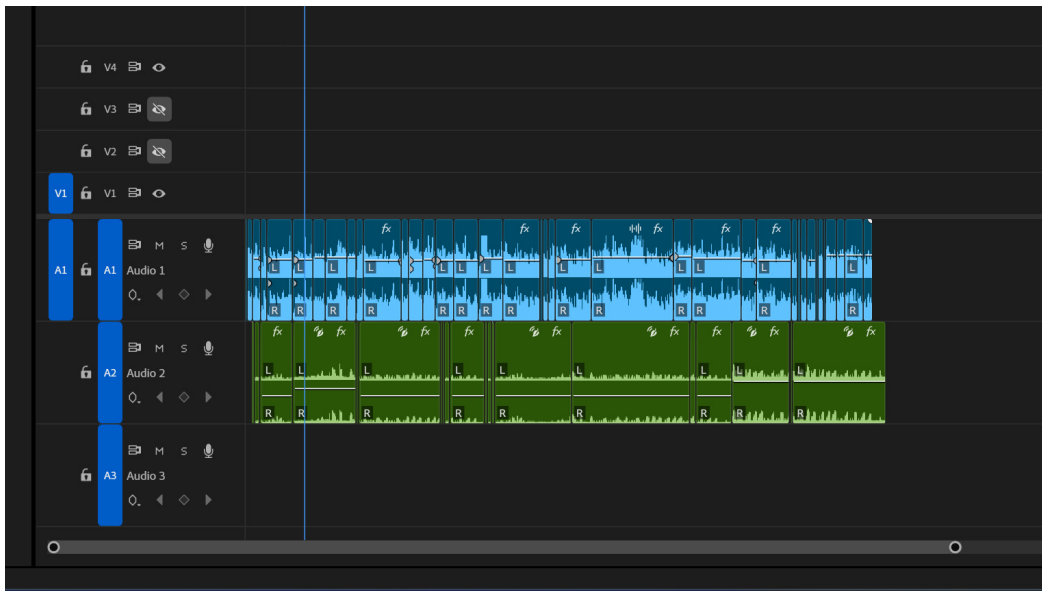 V4
V3
V2
V1 V1
fx fx fx fx fx fx
M S
A1 A1 Audio 1
L L L L L L L L L L L L L L
R R R R R R R R R R R R R R
fx fx fx fx fx fx fx fx fx
M S
A2 Audio 2
L L L L L L L L L
R R R R R R R R R
M S
A3 Audio 3